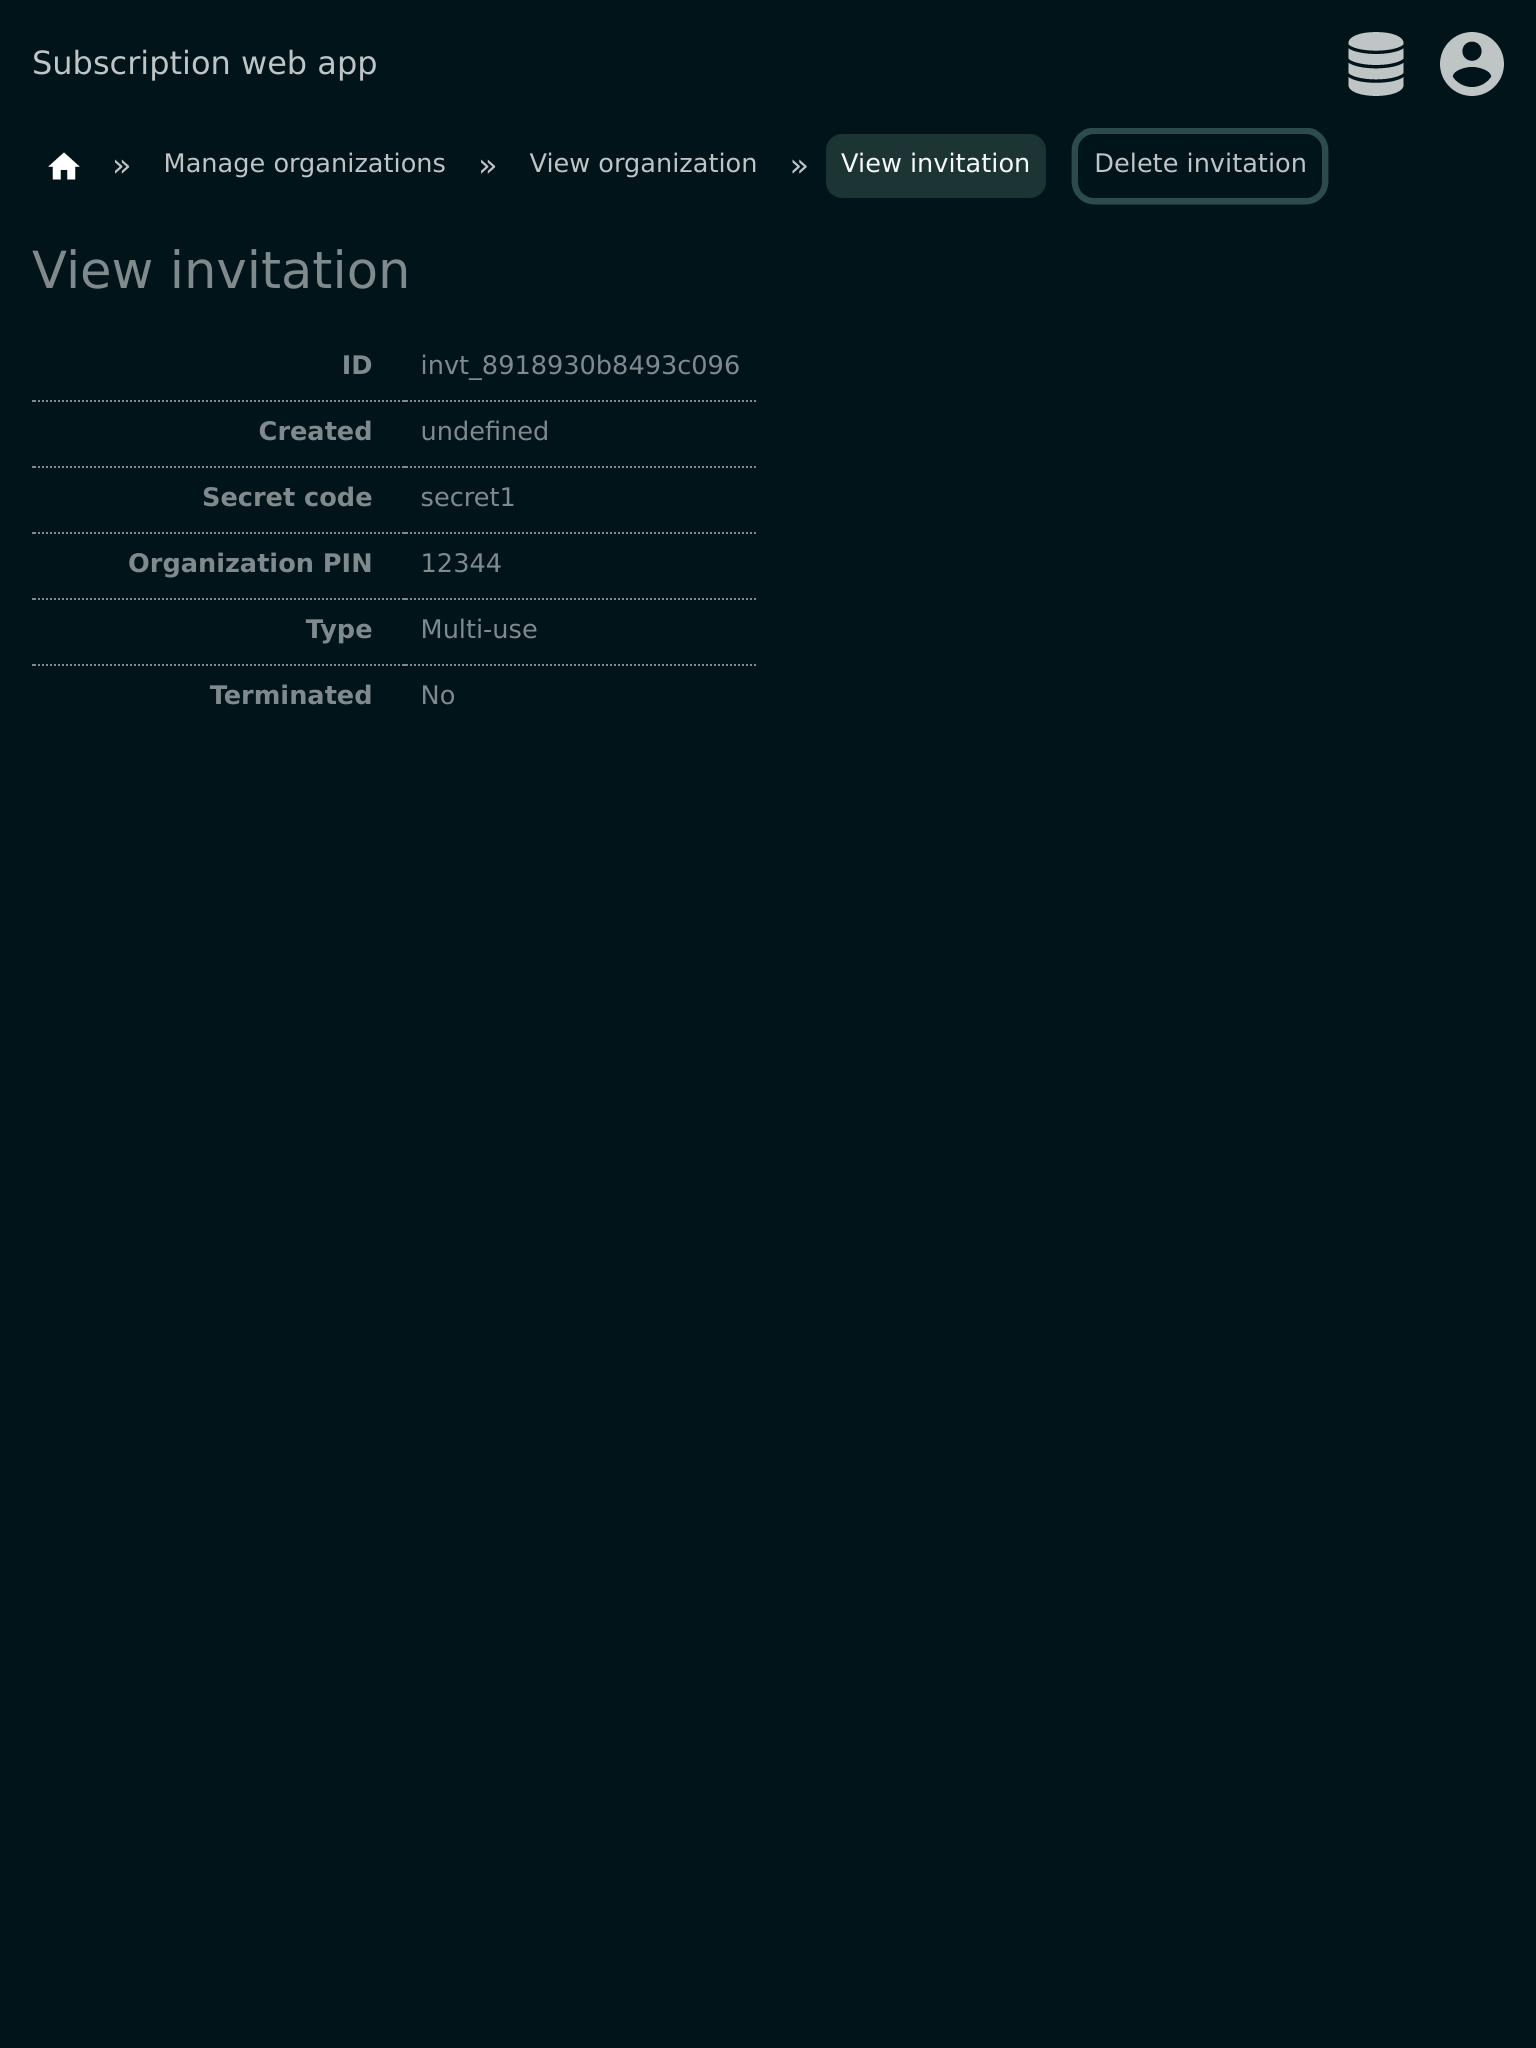 Subscription web app
» Manage organizations » View organization » View invitation Delete invitation
View invitation
ID invt_8918930b8493c096
Created undefined
Secret code secret1
Organization PIN 12344
Type Multi-use
Terminated No